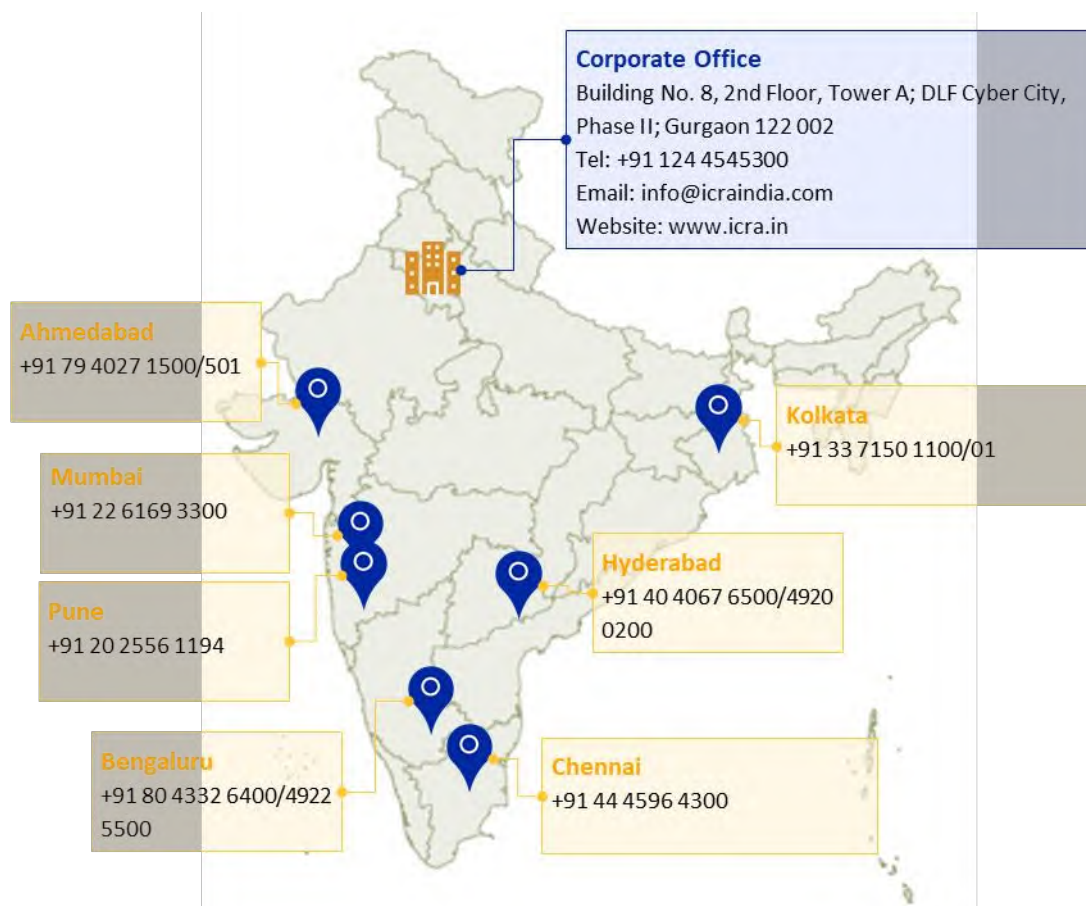 Corporate Office
Building No. 8, 2nd Floor, Tower A; DLF Cyber City,
Phase II; Gurgaon 122 002
Tel: +91 124 4545300
Email: info@icraindia.com
Website: www.icra.in
Ahmedabad
+91 79 4027 1500/501
Kolkata
+91 33 7150 1100/01
Mumbai
+91 22 6169 3300
Hyderabad
+91 40 4067 6500/4920
0200
Pune
+91 20 2556 1194
Bengaluru
+91 80 4332 6400/4922
5500
Chennai
+91 44 4596 4300